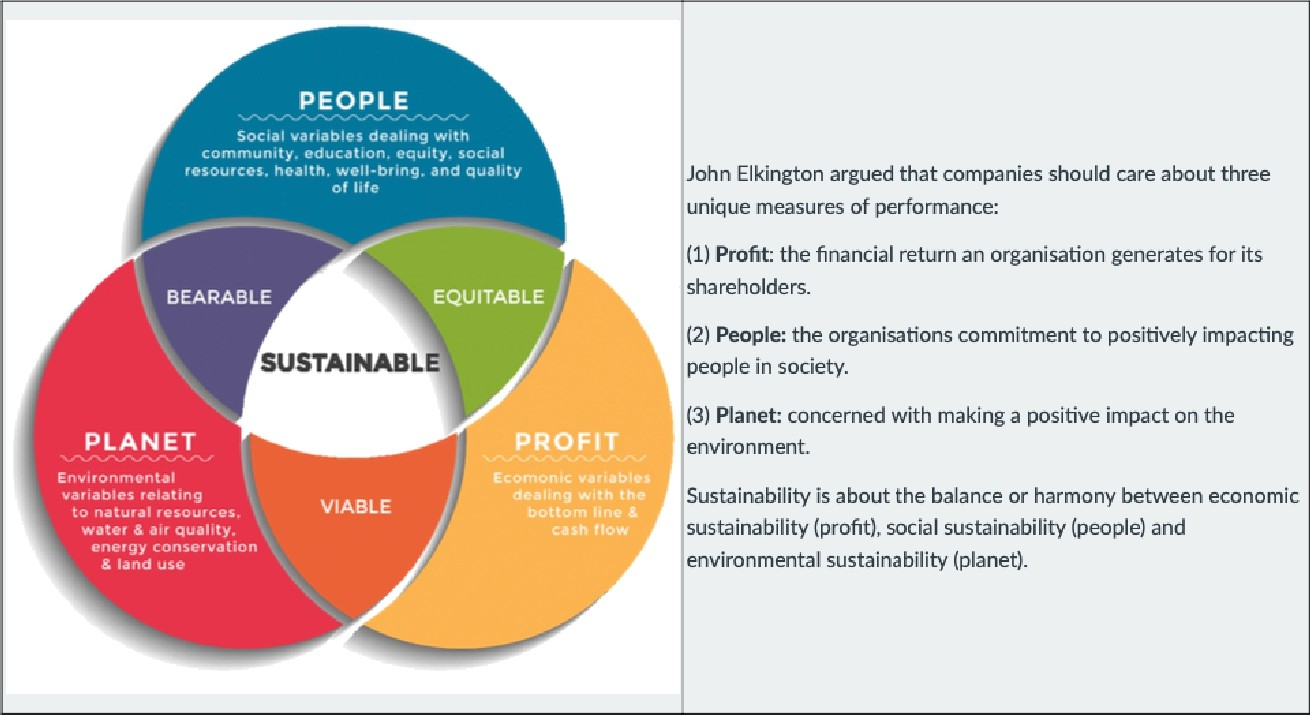 PEOPLE
Social variables dealing with
community, education, equity, social
resources, health, well-bring, and quality
of life
BEARABLE
EQUITABLE
SUSTAINABLE
PLANET
Environmental
variables relating
to natural resources,
water & air quality,
energy conservation
& land use
VIABLE
PROFIT
Ecomonic variables
dealing with the
bottom line &
cash flow
John Elkington argued that companies should care about three
unique measures of performance:
(1) Profit: the financial return an organisation generates for its
shareholders.
(2) People: the organisations commitment to positively impacting
people in society.
(3) Planet: concerned with making a positive impact on the
environment.
Sustainability is about the balance or harmony between economic
sustainability (profit), social sustainability (people) and
environmental sustainability (planet).